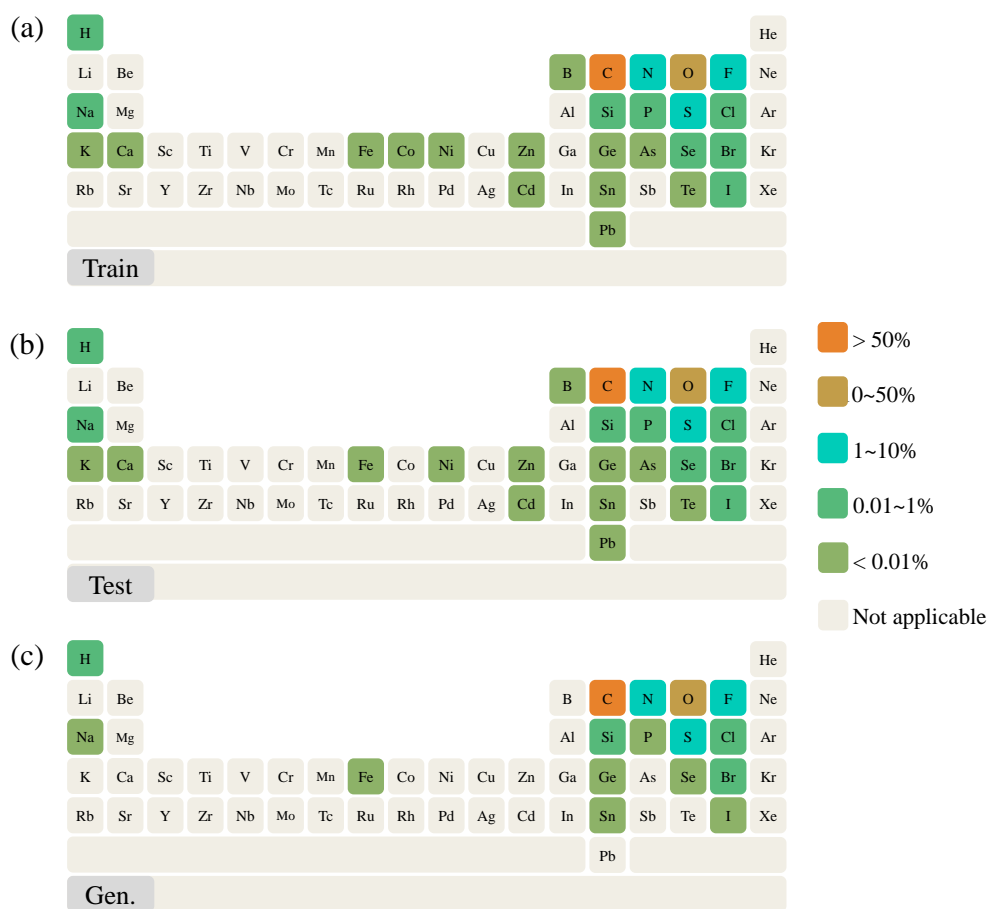 (a)
H He
Li Be B C N O F Ne
Na Mg Al Si P S Cl Ar
K Ca Sc Ti V Cr Mn Fe Co Ni Cu Zn Ga Ge As Se Br Kr
Rb Sr Y Zr Nb Mo Tc Ru Rh Pd Ag Cd In Sn Sb Te I Xe
Pb
Train
(b)
H He
Li Be B C N O F Ne
Na Mg Al Si P S Cl Ar
K Ca Sc Ti V Cr Mn Fe Co Ni Cu Zn Ga Ge As Se Br Kr
Rb Sr Y Zr Nb Mo Tc Ru Rh Pd Ag Cd In Sn Sb Te I Xe
Pb
Test
> 50%
0~50%
1~10%
0.01~1%
< 0.01%
Not applicable
(c)
H He
Li Be B C N O F Ne
Na Mg Al Si P S Cl Ar
K Ca Sc Ti V Cr Mn Fe Co Ni Cu Zn Ga Ge As Se Br Kr
Rb Sr Y Zr Nb Mo Tc Ru Rh Pd Ag Cd In Sn Sb Te I Xe
Pb
Gen.